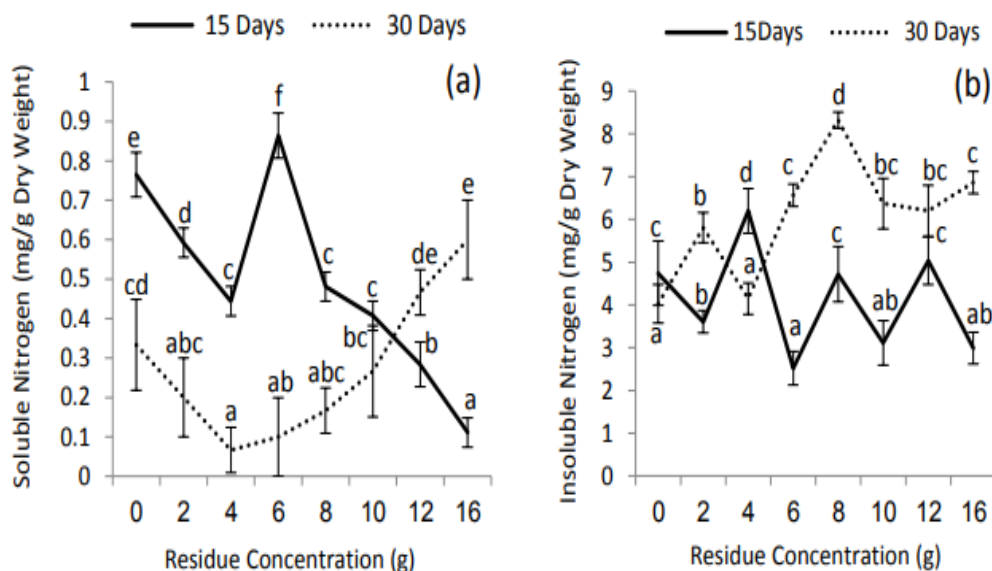 15 Days 30 Days
(a)
Soluble Nitrogen (mg/g Dry Weight)
1
0.9
0.8
0.7
0.6
0.5
0.4
0.3
0.2
0.1
0
e
d
c
f
c
c
b
a
cd
abc
a
ab
abc
bc
de
e
0 2 4 6 8 10 12 16
Residue Concentration (g)
15Days 30 Days
(b)
Insoluble Nitrogen (mg/g Dry Weight)
9
8
7
6
5
4
3
2
1
0
c
b
d
a
c
ab
c
ab
a
b
a
c
d
bc
bc
c
0 2 4 6 8 10 12 16
Residue Concentration (g)